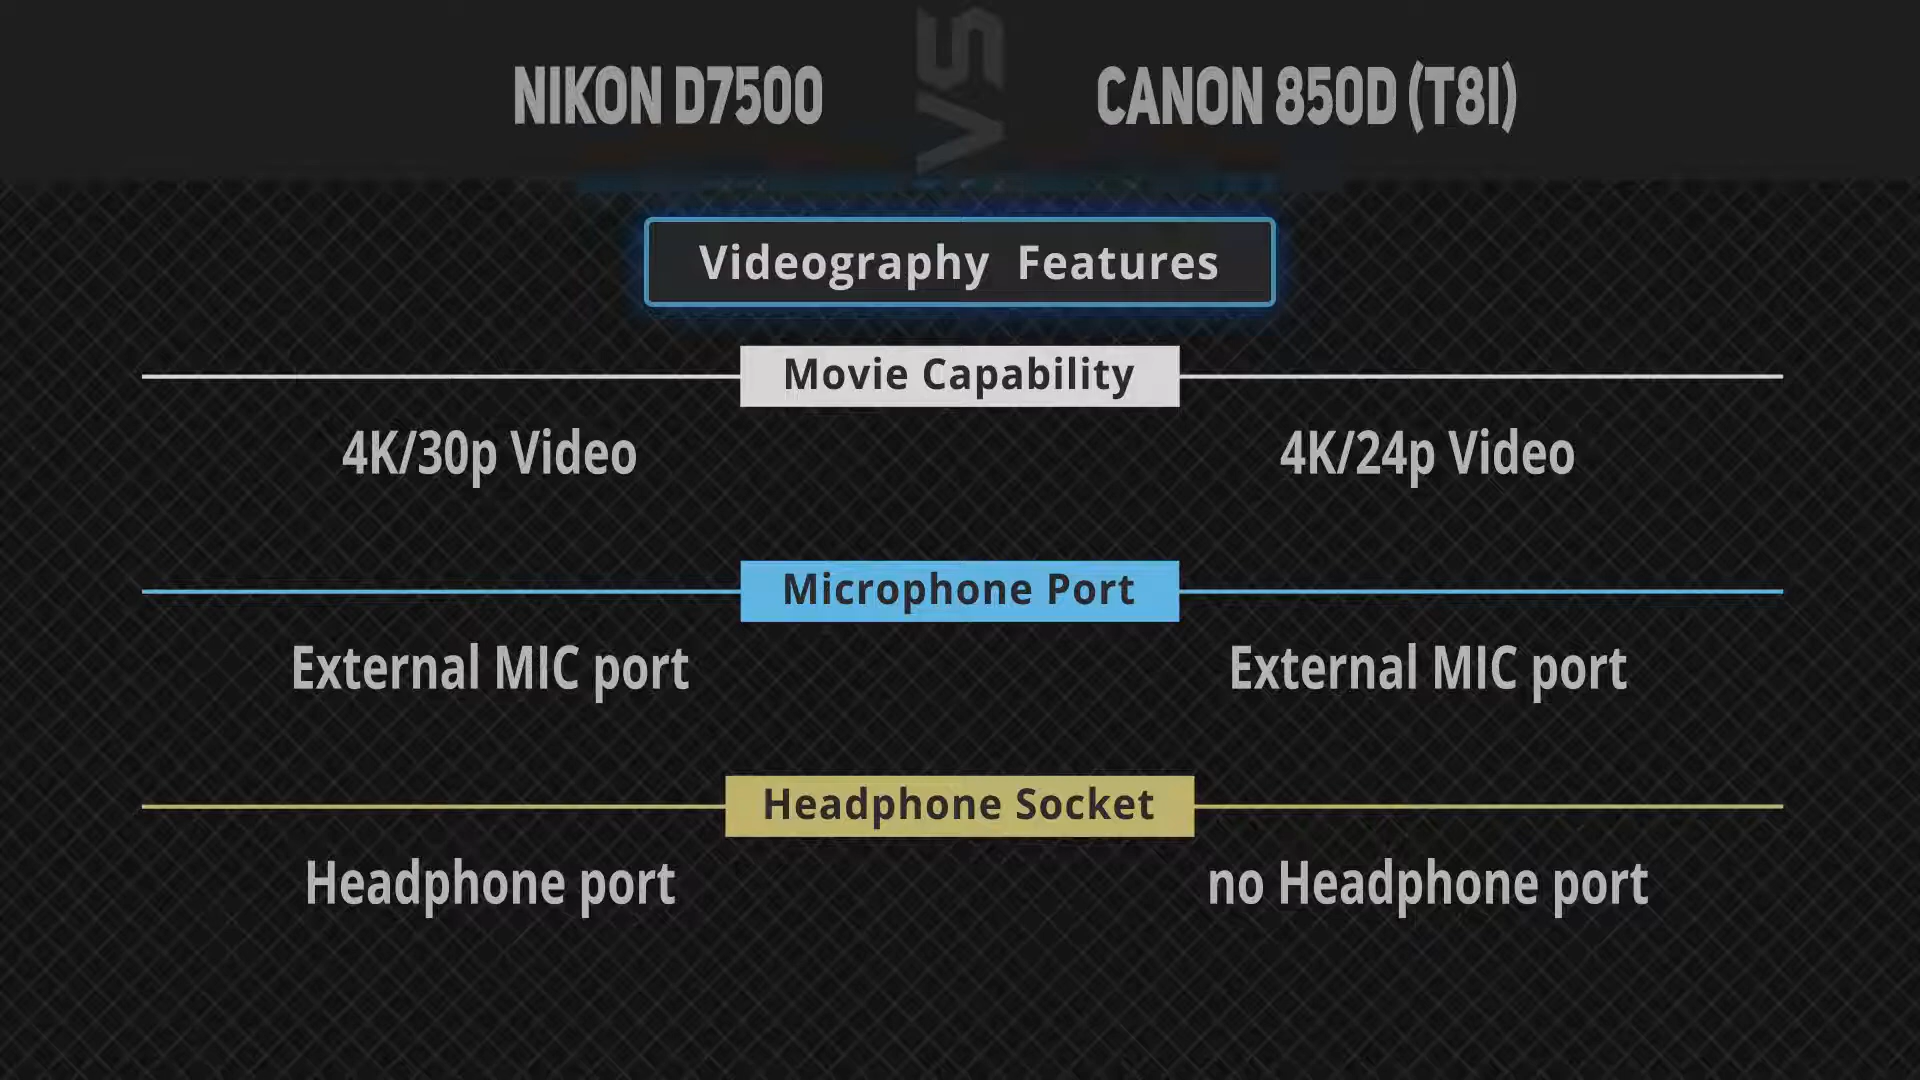 NIKON D7500
VS
CANON 850D (T8I)
Videography Features
Movie Capability
4K/30p Video
4K/24p Video
Microphone Port
External MIC port
External MIC port
Headphone Socket
Headphone port
no Headphone port